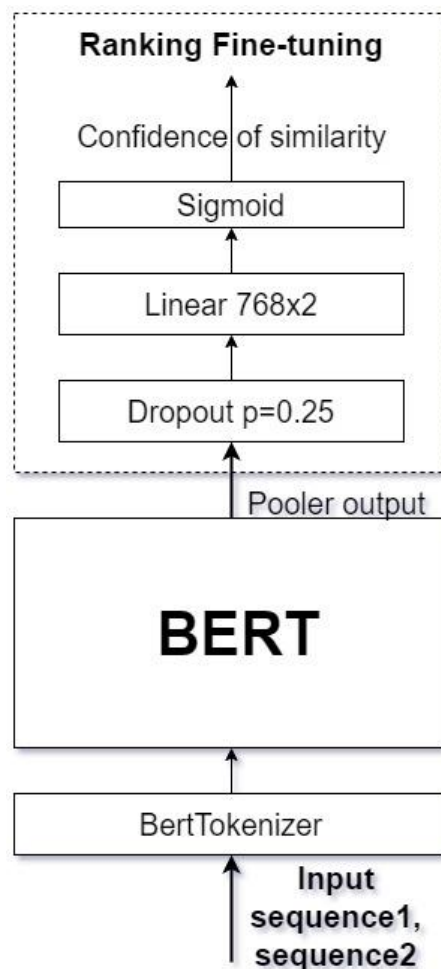 Ranking Fine-tuning
Confidence of similarity
Sigmoid
Linear 768x2
Dropout p=0.25
Pooler output
BERT
BertTokenizer
Input
sequence1,
sequence2